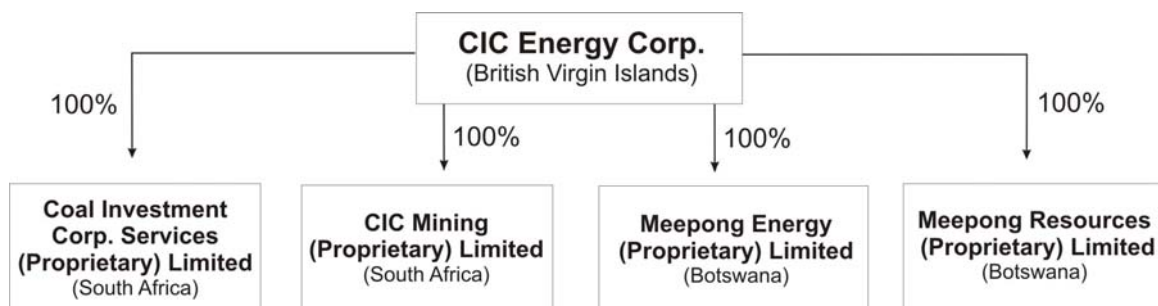 CIC Energy Corp.
(British Virgin Islands)
100%
100%
100%
100%
Coal Investment
Corp. Services
(Proprietary) Limited
(South Africa)
CIC Mining
(Proprietary) Limited
(South Africa)
Meepong Energy
(Proprietary) Limited
(Botswana)
Meepong Resources
(Proprietary) Limited
(Botswana)